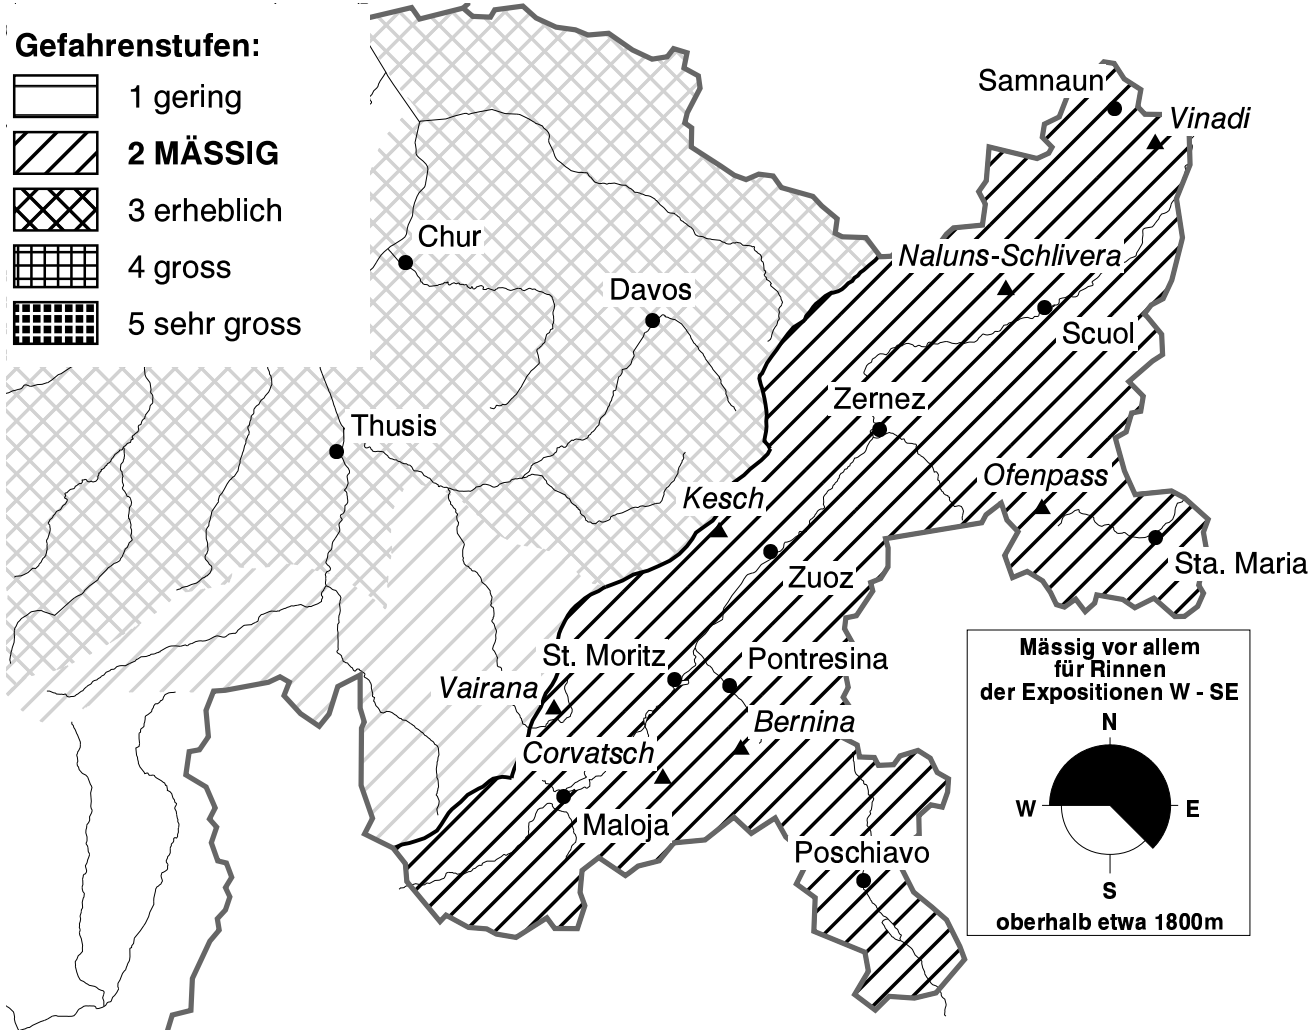 Gefahrenstufen:
1 gering
2 MÄSSIG
3 erheblich
4 gross
5 sehr gross
Samnaun
Vinadi
Chur
Naluns-Schlivera
Davos
Scuol
Zernez
Thusis
Ofenpass
Kesch
Sta. Maria
Zuoz
St. Moritz
Pontresina
Vairana
Bernina
Corvatsch
Maloja
Poschiavo
Mässig vor allem
für Rinnen
der Expositionen W - SE
N
W
E
S
oberhalb etwa 1800m